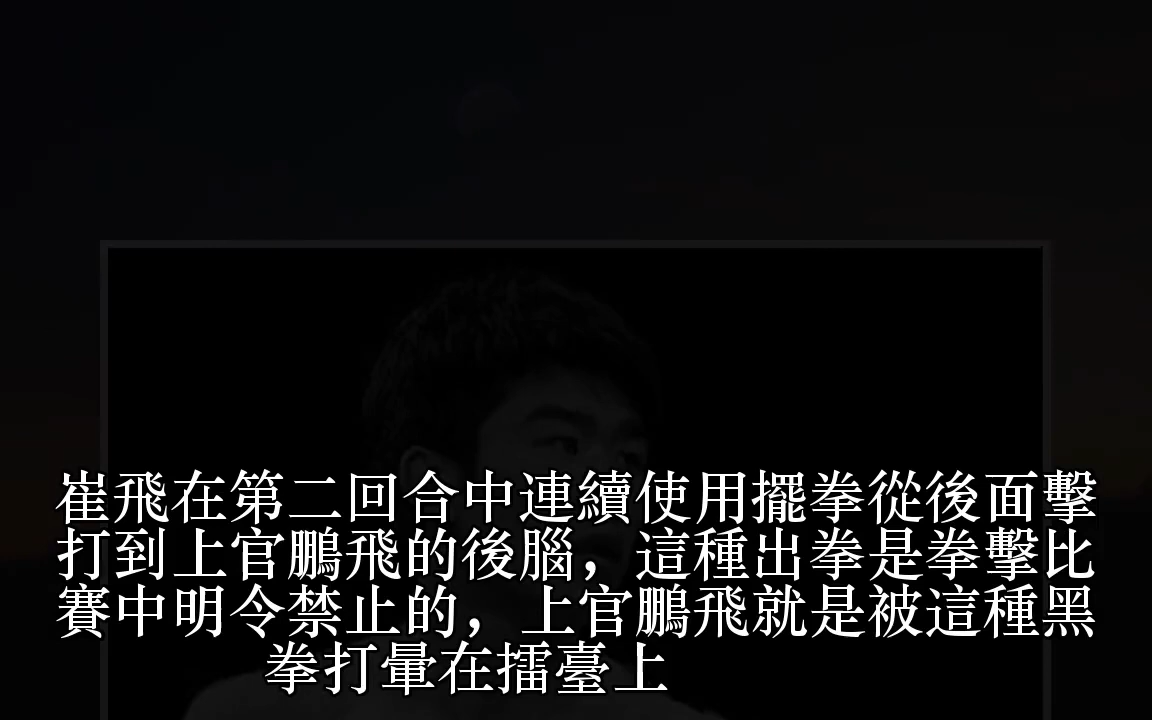 崔飛在第二回合中連續使用擺拳從後面擊
打到上官鵬飛的後腦，這種出拳是拳擊比
賽中明令禁止的，上官鵬飛就是被這種黑
拳打暈在擂臺上